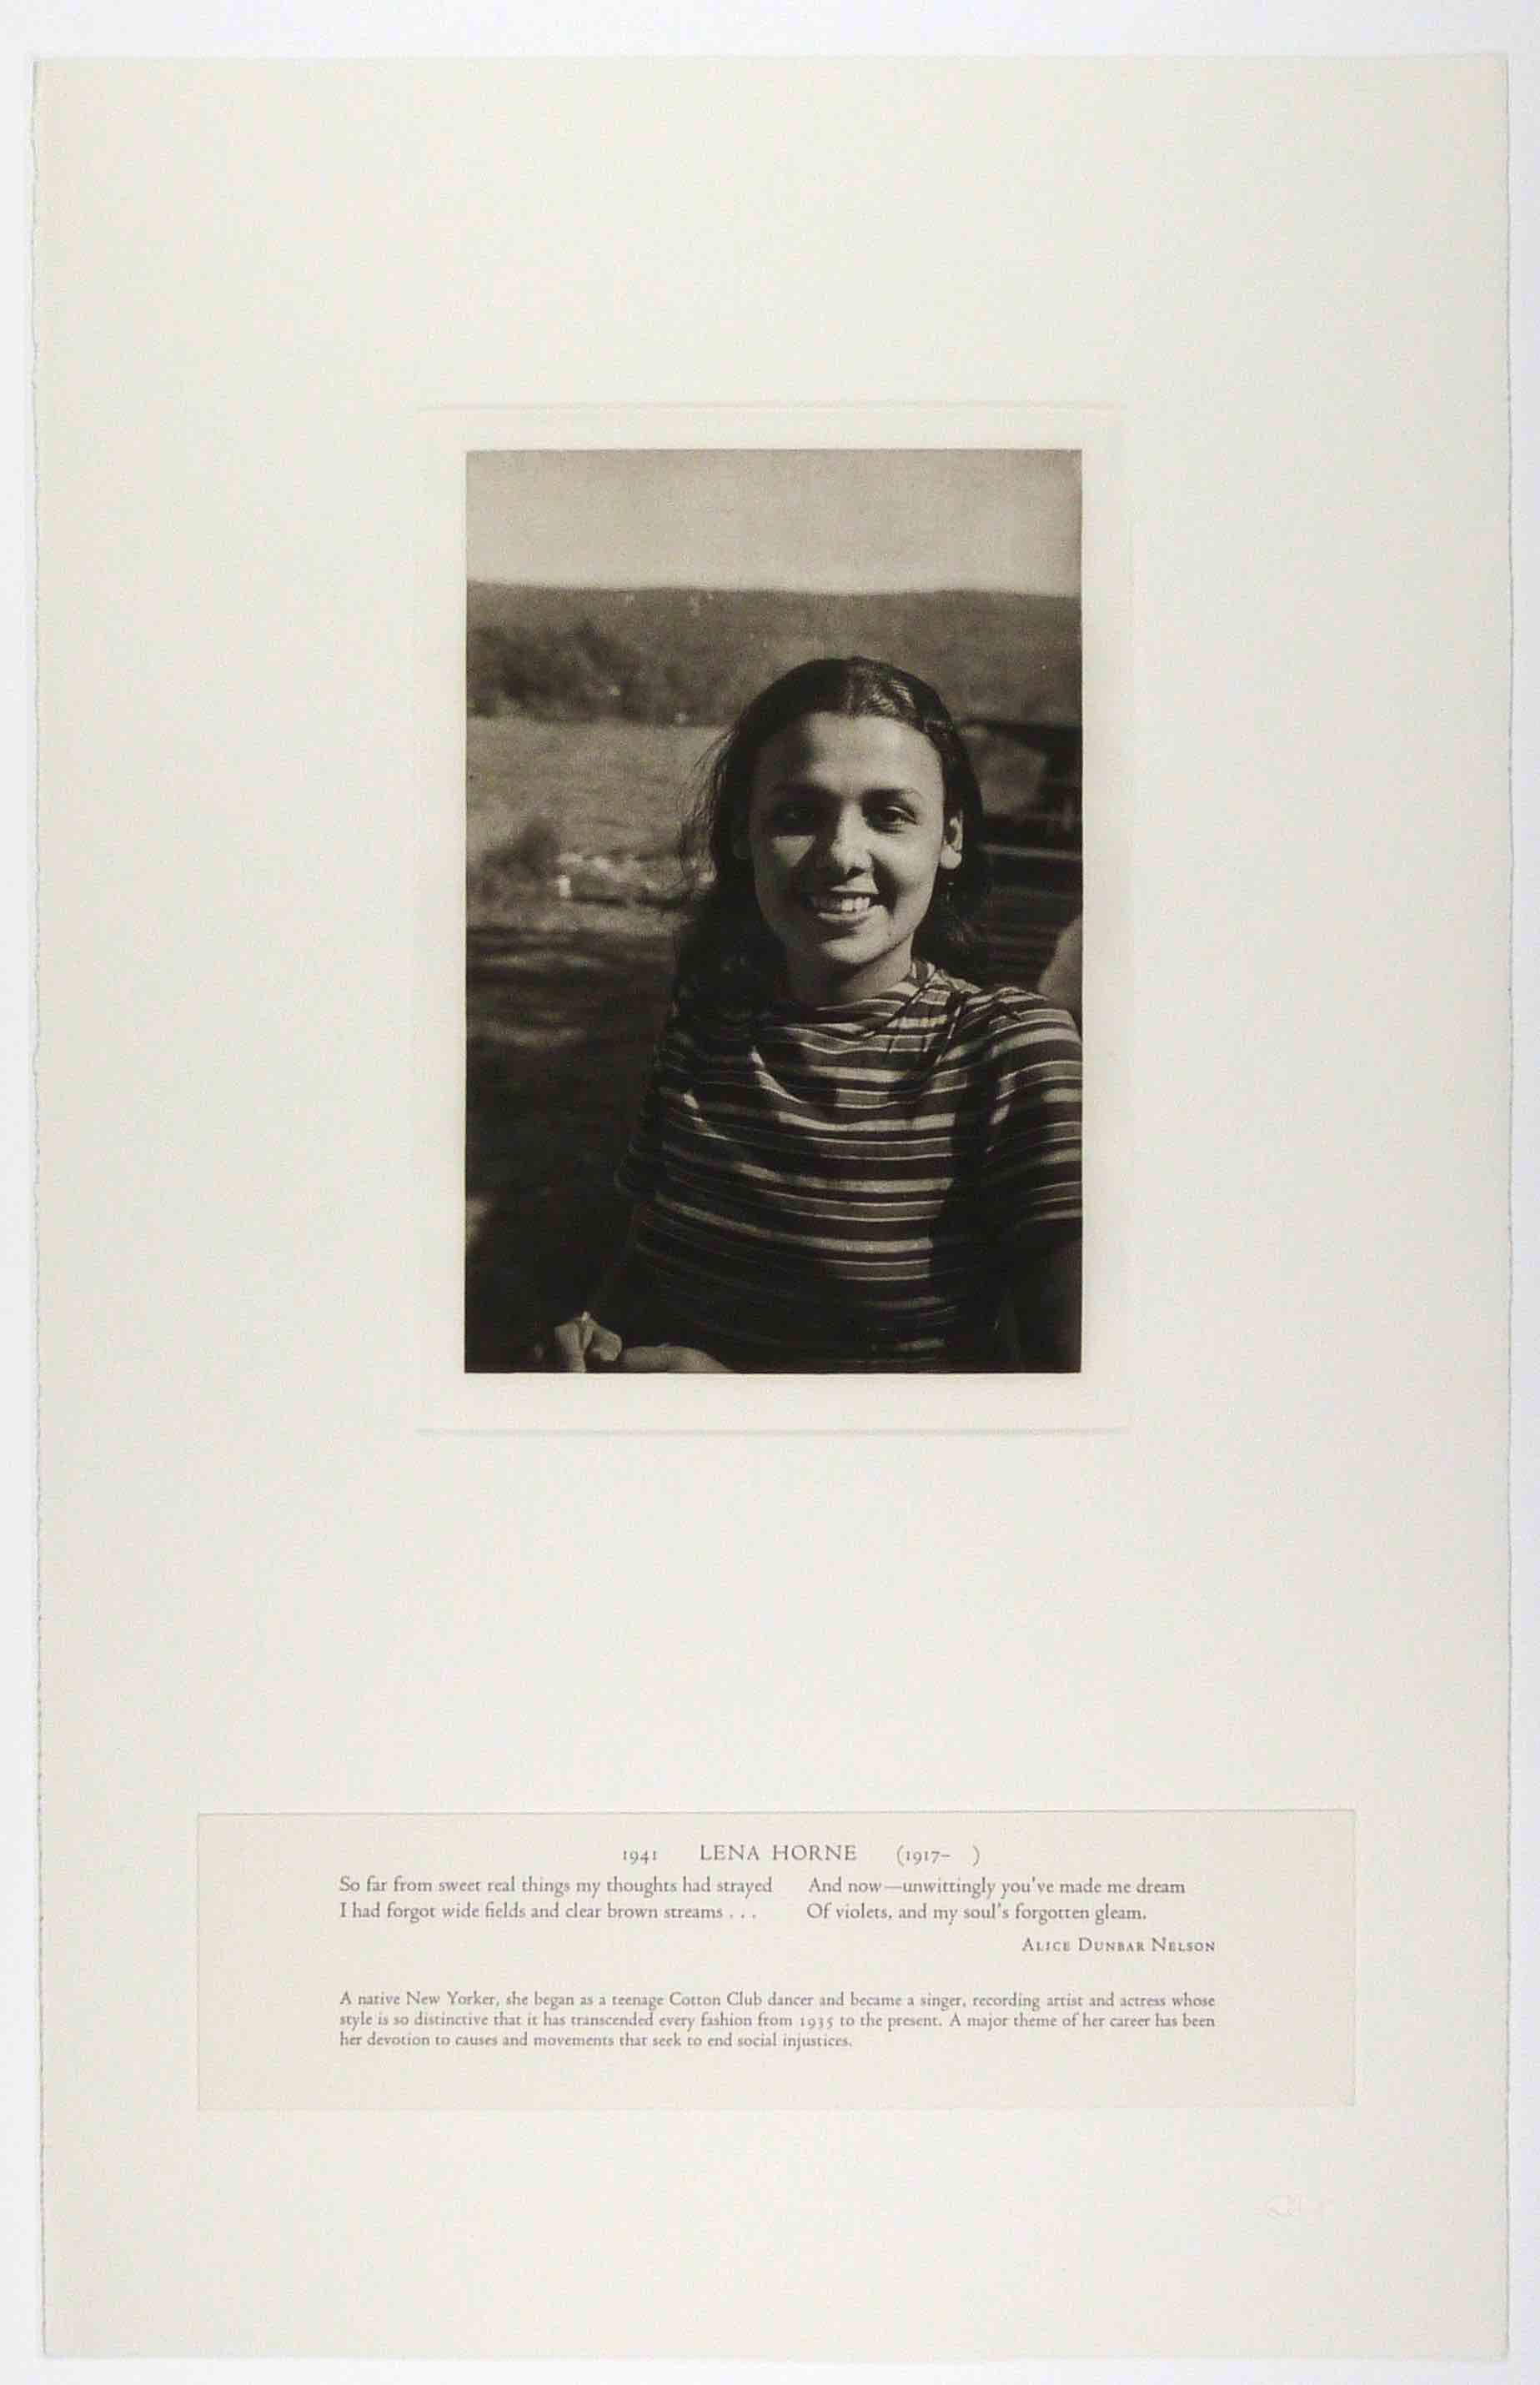 1941 LENA HORNE (1917– )
So far from sweet real things my thoughts had strayed
I had forgot wide fields and clear brown streams . . .
And now—unwittingly you've made me dream
Of violets, and my soul's forgotten gleam.
ALICE DUNBAR NELSON
A native New Yorker, she began as a teenage Cotton Club dancer and became a singer, recording artist and actress whose
style is so distinctive that it has transcended every fashion from 1935 to the present. A major theme of her career has been
her devotion to causes and movements that seek to end social injustices.